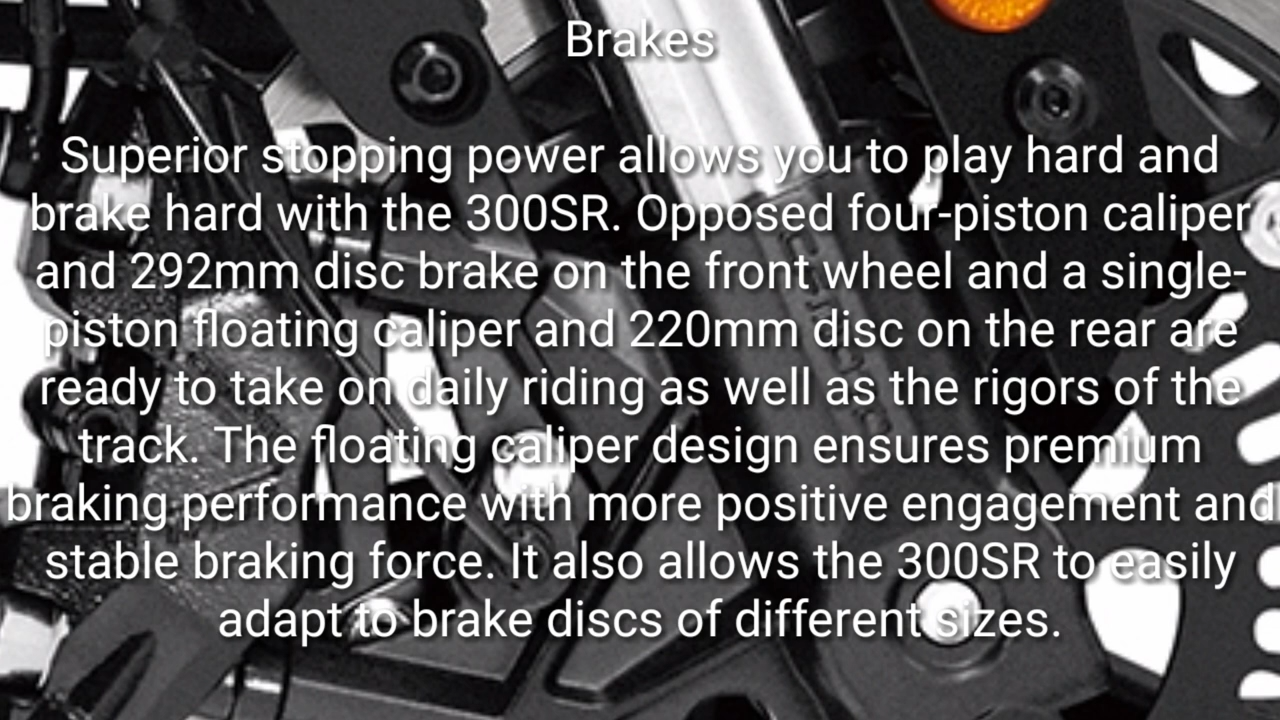 Brakes
Superior stopping power allows you to play hard and
brake hard with the 300SR. Opposed four-piston caliper
and 292mm disc brake on the front wheel and a single-
piston floating caliper and 220mm disc on the rear are
ready to take on daily riding as well as the rigors of the
track. The floating caliper design ensures premium
braking performance with more positive engagement and
stable braking force. It also allows the 300SR to easily
adapt to brake discs of different sizes.